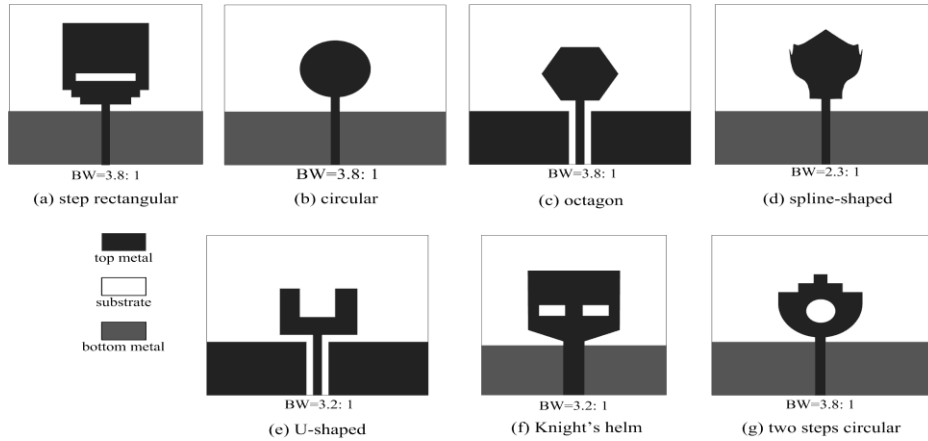 BW=3.8: 1
(a) step rectangular
BW=3.8: 1
(b) circular
BW=3.8: 1
(c) octagon
BW=2.3: 1
(d) spline-shaped
top metal
substrate
bottom metal
BW=3.2: 1
(e) U-shaped
BW=3.2: 1
(f) Knight's helm
BW=3.8: 1
(g) two steps circular